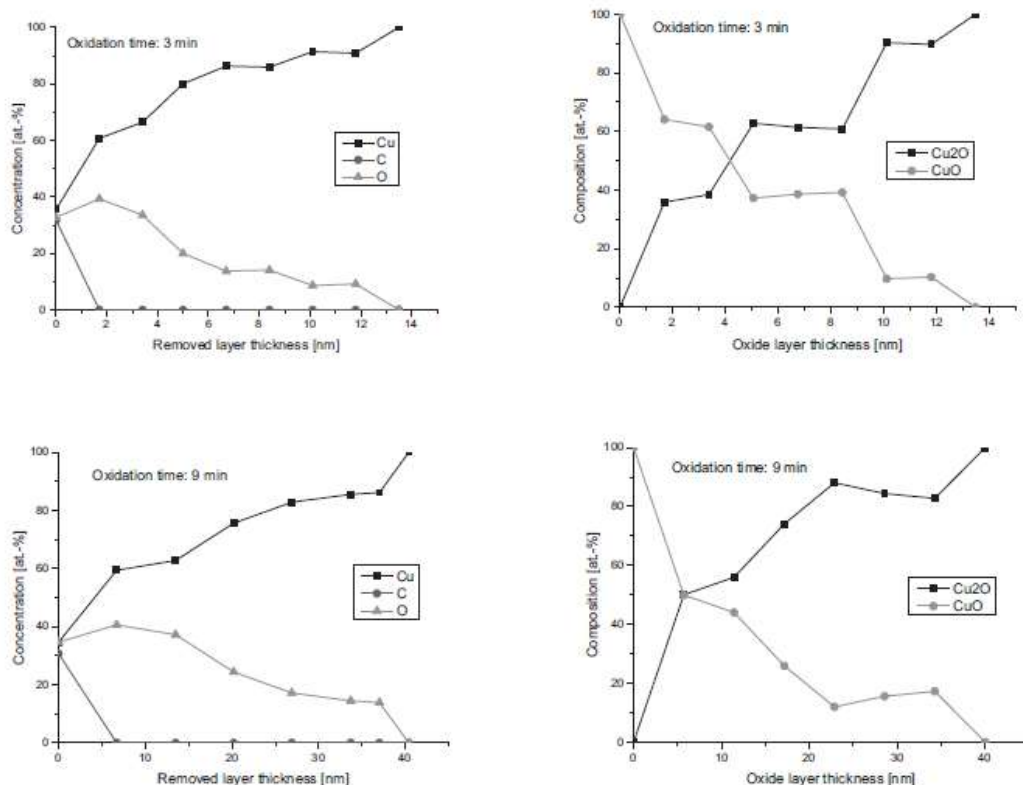 Oxidation time: 3 min
Concentration [at.-%]
100
80
60
40
20
0
Cu
C
O
0 2 4 6 8 10 12 14
Removed layer thickness [nm]
Oxidation time: 3 min
Composition [at.-%]
100
80
60
40
20
0
Cu2O
CuO
0 2 4 6 8 10 12 14
Oxide layer thickness [nm]
Oxidation time: 9 min
Concentration [at.-%]
100
80
60
40
20
0
Cu
C
O
0 10 20 30 40
Removed layer thickness [nm]
Oxidation time: 9 min
Composition [at.-%]
100
80
60
40
20
0
Cu2O
CuO
0 10 20 30 40
Oxide layer thickness [nm]